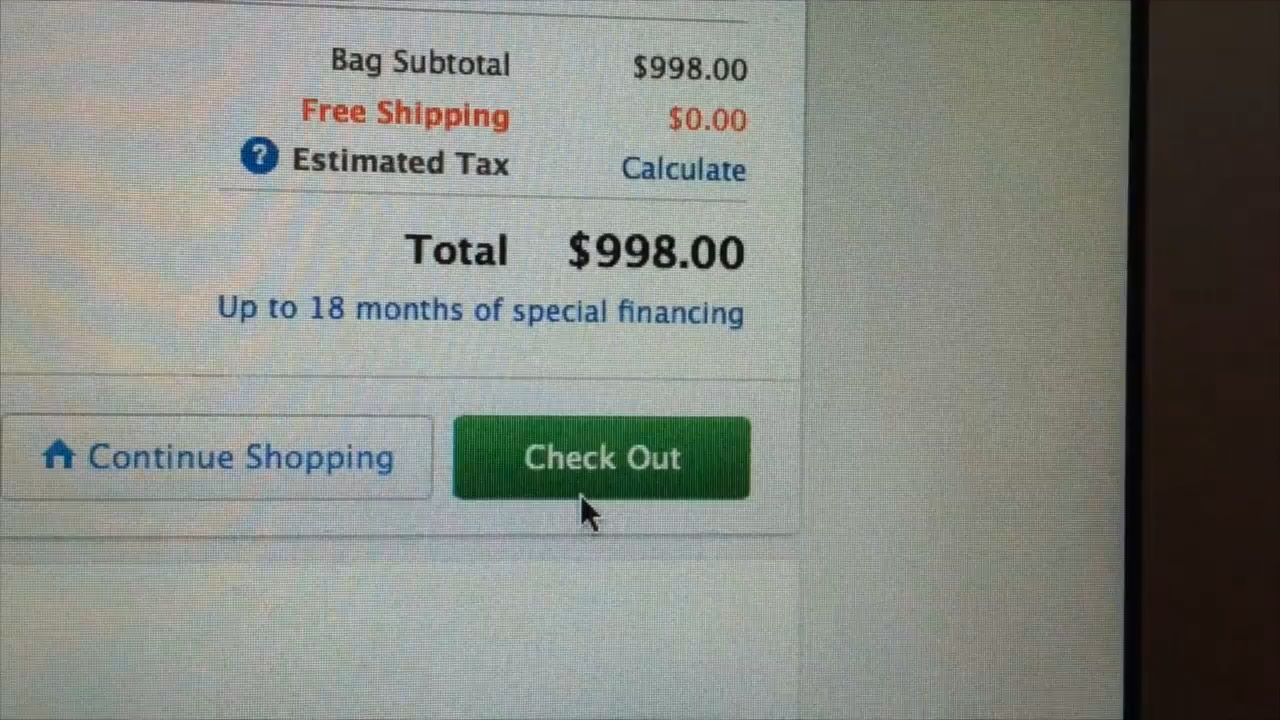 Bag Subtotal $998.00
Free Shipping $0.00
? Estimated Tax Calculate
Total $998.00
Up to 18 months of special financing
Continue Shopping Check Out